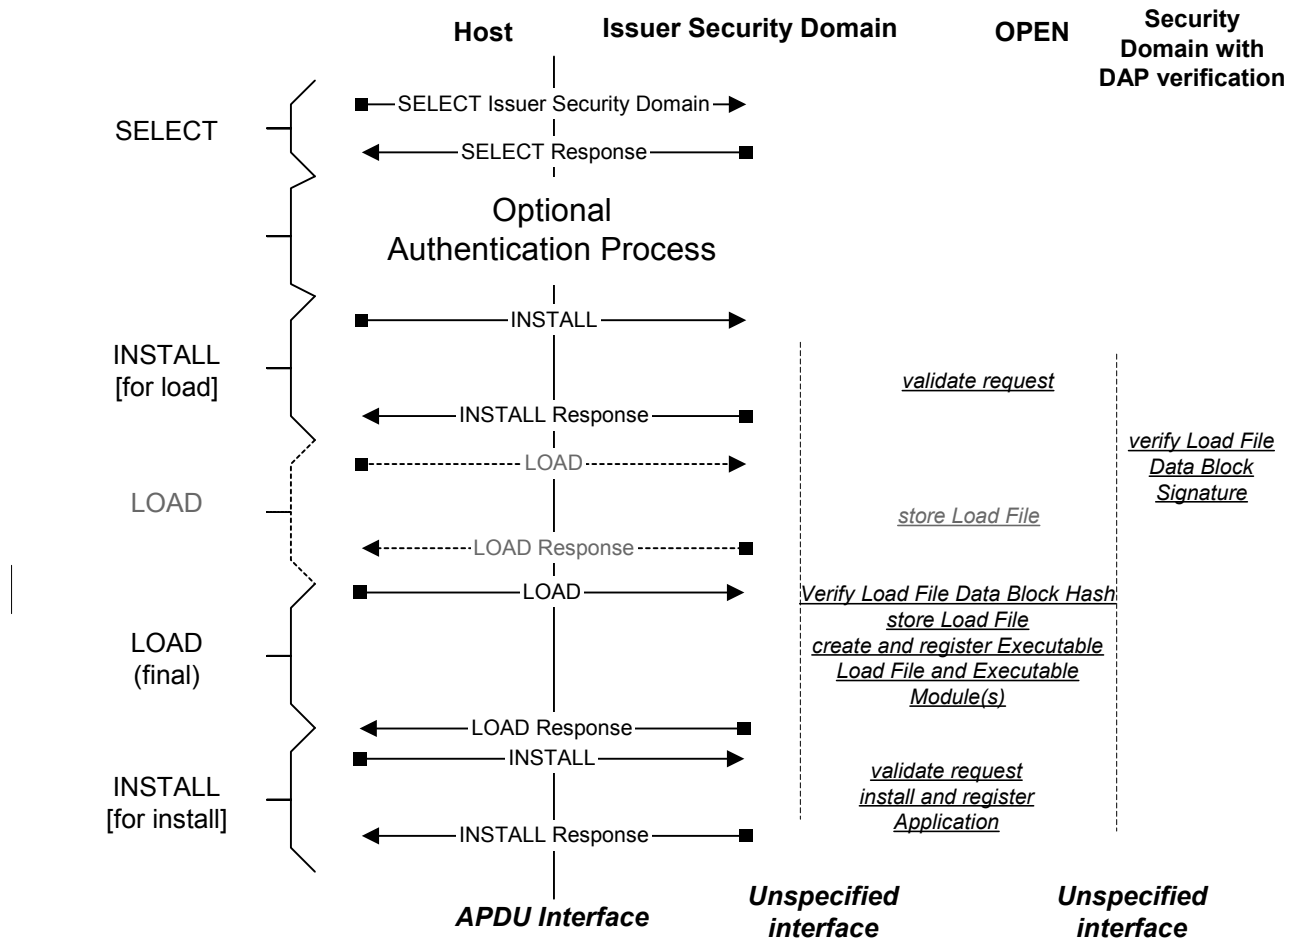 Host
Issuer Security Domain
OPEN
Security
Domain with
DAP verification
SELECT
SELECT Issuer Security Domain
SELECT Response
Optional
Authentication Process
INSTALL
[for load]
INSTALL
validate request
INSTALL Response
LOAD
LOAD
verify Load File
Data Block
Signature
store Load File
LOAD Response
LOAD
(final)
LOAD
Verify Load File Data Block Hash
store Load File
create and register Executable
Load File and Executable
Module(s)
LOAD Response
INSTALL
[for install]
INSTALL
validate request
install and register
Application
INSTALL Response
APDU Interface
Unspecified
interface
Unspecified
interface